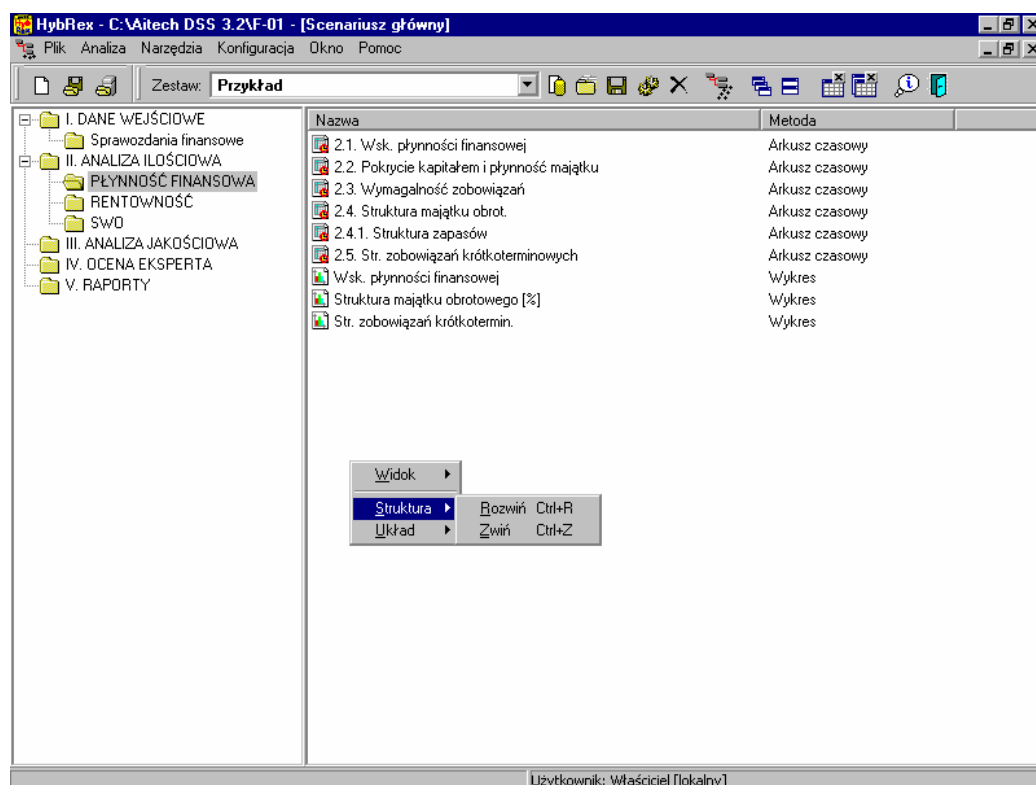 HybRex - C:\Aitech DSS 3.2\F-01 - [Scenariusz główny]
Plik Analiza Narzędzia Konfiguracja Okno Pomoc
Zestaw: Przykład
I. DANE WEJŚCIOWE
Sprawozdania finansowe
II. ANALIZA ILOŚCIOWA
PŁYNNOŚĆ FINANSOWA
RENTOWNOŚĆ
SWO
III. ANALIZA JAKOŚCIOWA
IV. OCENA EKSPERTA
V. RAPORTY
Nazwa Metoda
2.1. Wsk. płynności finansowej Arkusz czasowy
2.2. Pokrycie kapitałem i płynność majątku Arkusz czasowy
2.3. Wymagalność zobowiązań Arkusz czasowy
2.4. Struktura majątku obrot. Arkusz czasowy
2.4.1. Struktura zapasów Arkusz czasowy
2.5. Str. zobowiązań krótkoterminowych Arkusz czasowy
Wsk. płynności finansowej Wykres
Struktura majątku obrotowego [%] Wykres
Str. zobowiązań krótkotermin. Wykres
Widok
Struktura
Układ
Rozwiń Ctrl+R
Zwiń Ctrl+Z
Użytkownik: Właściciel [lokalny]